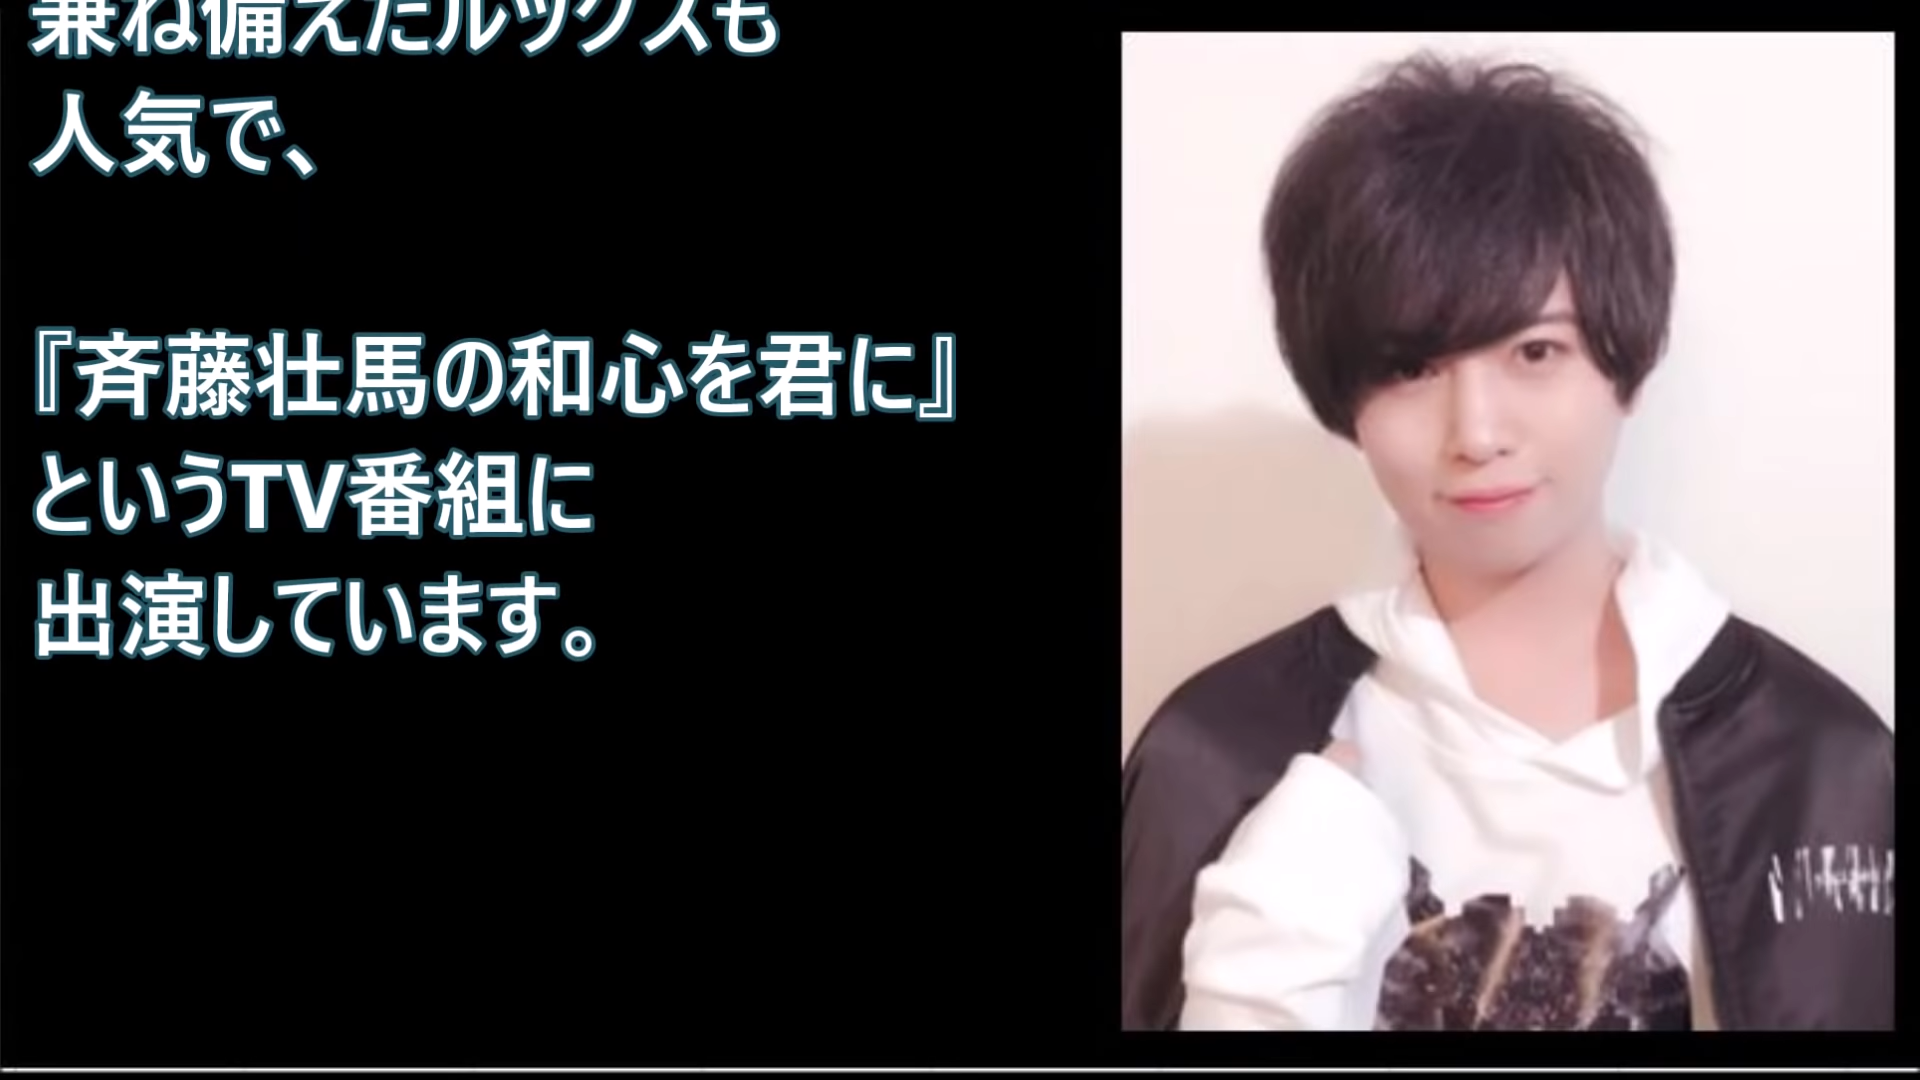 兼ね備えたルックスも
人気で、
『斉藤壮馬の和心を君に』
というTV番組に
出演しています。